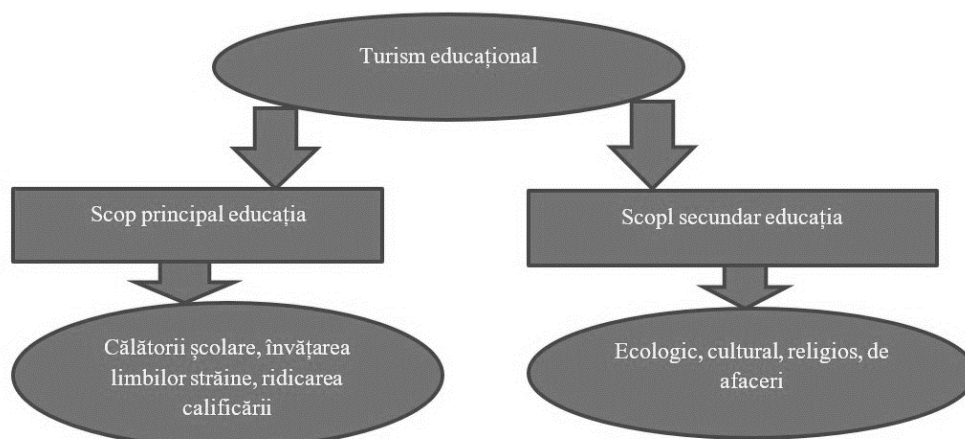 Turism educațional
Scop principal educația
Scopl secundar educația
Călătorii școlare, învățarea
limbilor străine, ridicarea
calificării
Ecologic, cultural, religios, de
afaceri